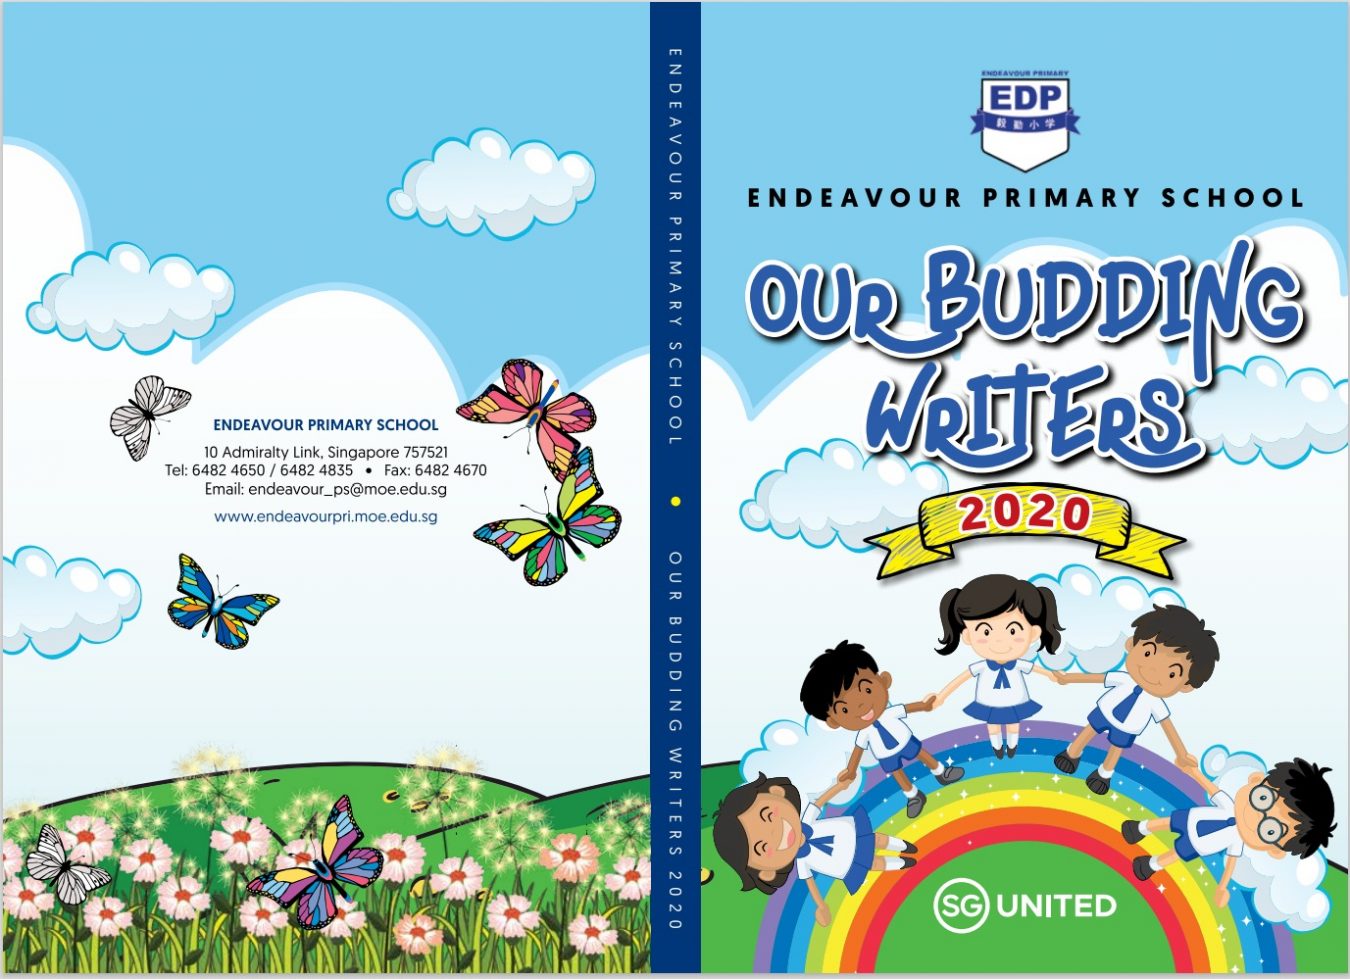 ENDEAVOUR PRIMARY SCHOOL
10 Admiralty Link, Singapore 757521
Tel: 6482 4650 / 6482 4835 • Fax: 6482 4670
Email: endeavour_ps@moe.edu.sg
www.endeavourpri.moe.edu.sg
ENDEAVOUR PRIMARY SCHOOL • OUR BUDDING WRITERS 2020
ENDEAVOUR PRIMARY
EDP
毅勤小学
ENDEAVOUR PRIMARY SCHOOL
OUR BUDDING
WRITERS
2020
SG UNITED